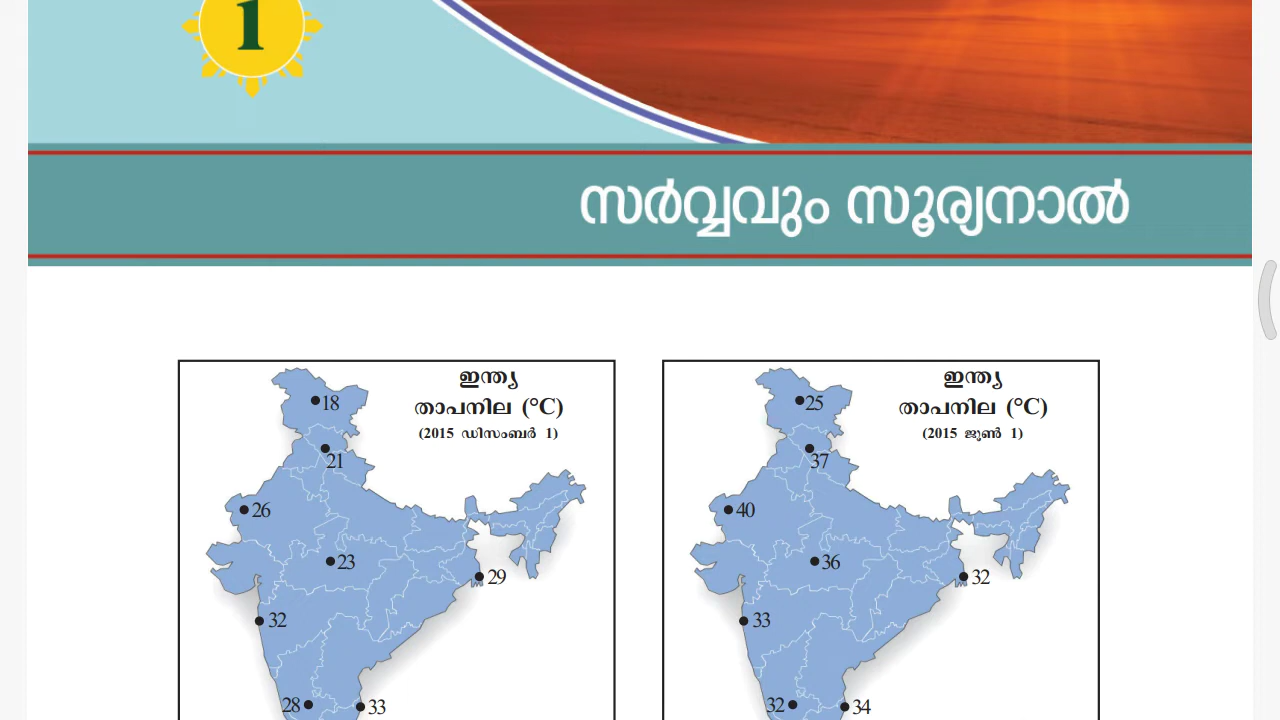 1
സർവ്വവും സൂര്യനാൽ
ഇന്ത്യ
താപനില (°C)
(2015 ഡിസംബർ 1)
18
21
26
23
29
32
28
33
ഇന്ത്യ
താപനില (°C)
(2015 ജൂൺ 1)
25
37
40
36
32
33
32
34